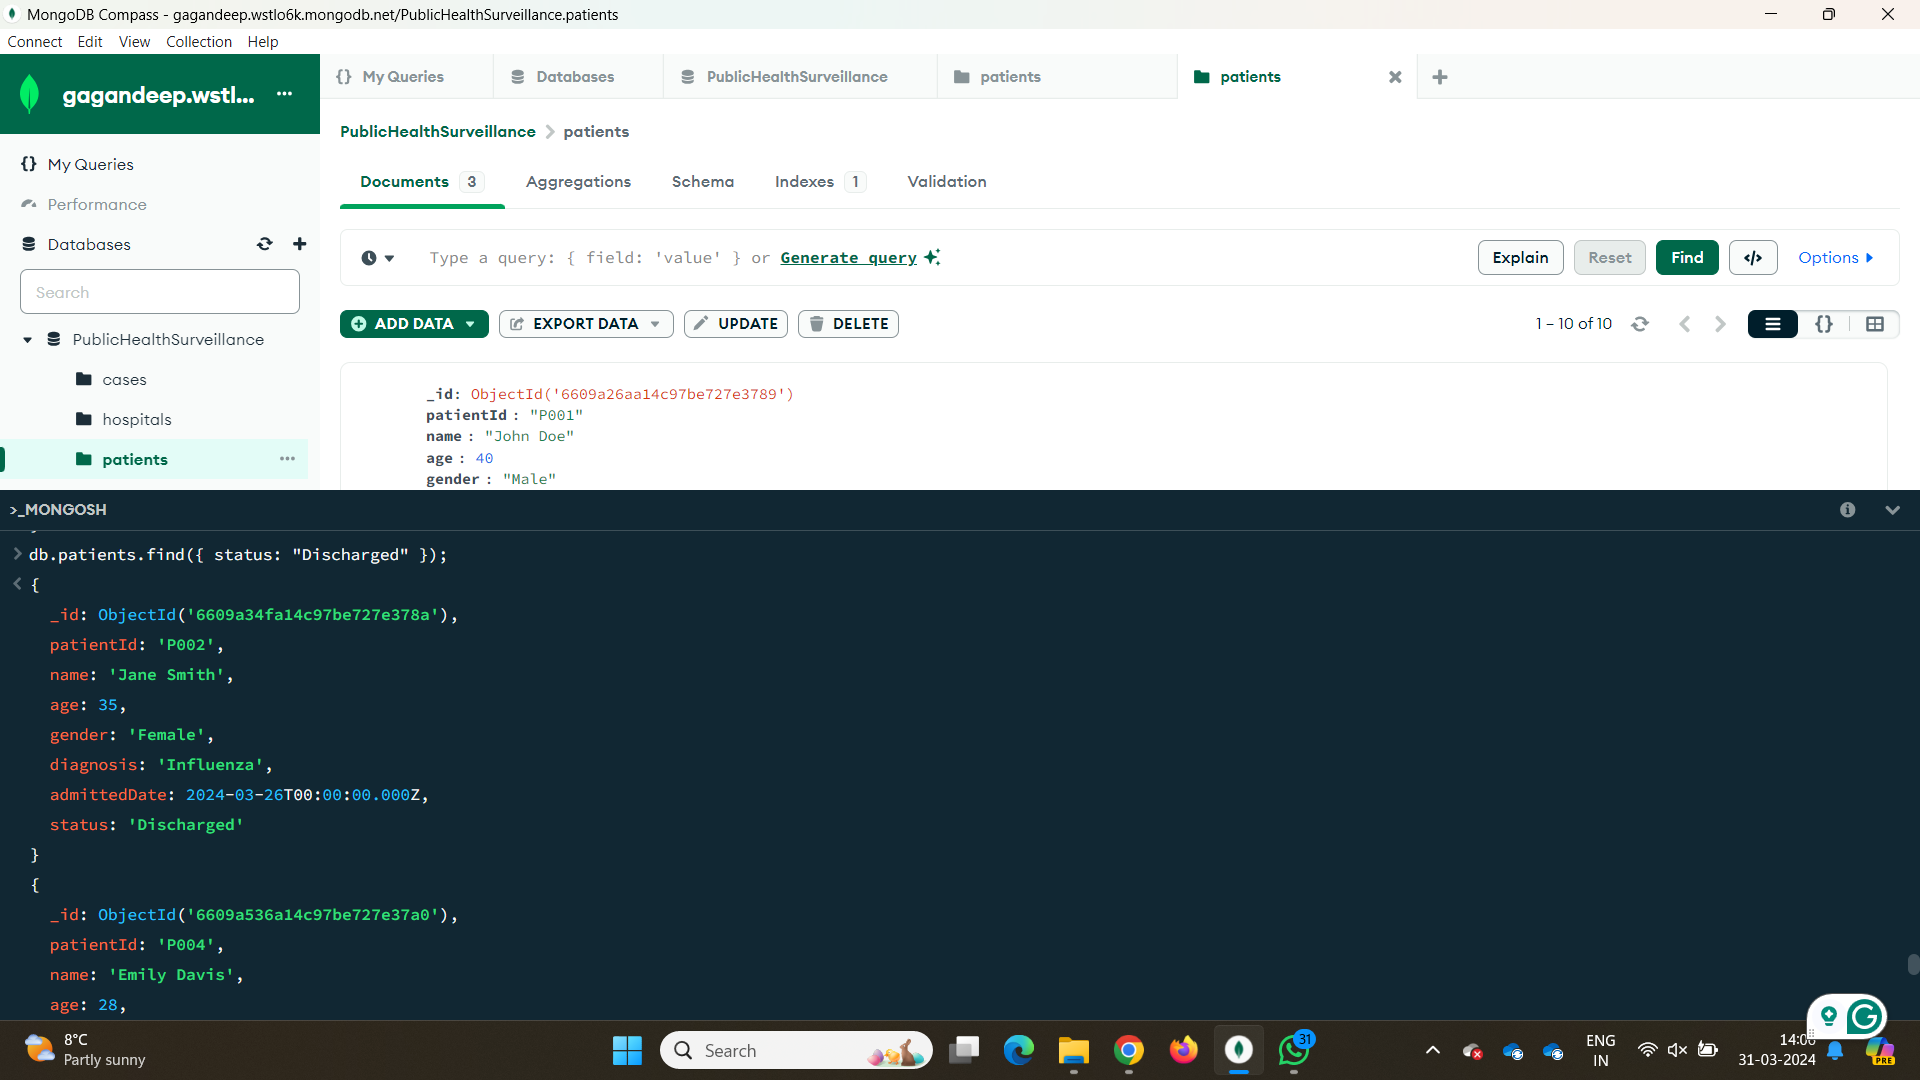 MongoDB Compass - gagandeep.wstlo6k.mongodb.net/PublicHealthSurveillance.patients
Connect Edit View Collection Help
gagandeep.wstl... ...
{} My Queries
Performance
Databases
Search
PublicHealthSurveillance
cases
hospitals
patients ...
{} My Queries Databases PublicHealthSurveillance patients patients
PublicHealthSurveillance > patients
Documents 3 Aggregations Schema Indexes 1 Validation
Type a query: { field: 'value' } or Generate query
Explain Reset Find </> Options
ADD DATA EXPORT DATA UPDATE DELETE
1 – 10 of 10 {}
_id: ObjectId('6609a26aa14c97be727e3789')
patientId : "P001"
name : "John Doe"
age : 40
gender : "Male"
>_MONGOSH
> db.patients.find({ status: "Discharged" });
< {
_id: ObjectId('6609a34fa14c97be727e378a'),
patientId: 'P002',
name: 'Jane Smith',
age: 35,
gender: 'Female',
diagnosis: 'Influenza',
admittedDate: 2024-03-26T00:00:00.000Z,
status: 'Discharged'
}
{
_id: ObjectId('6609a536a14c97be727e37a0'),
patientId: 'P004',
name: 'Emily Davis',
age: 28,
8°C
Partly sunny
Search
31
ENG
IN
31-03-2024
PRE